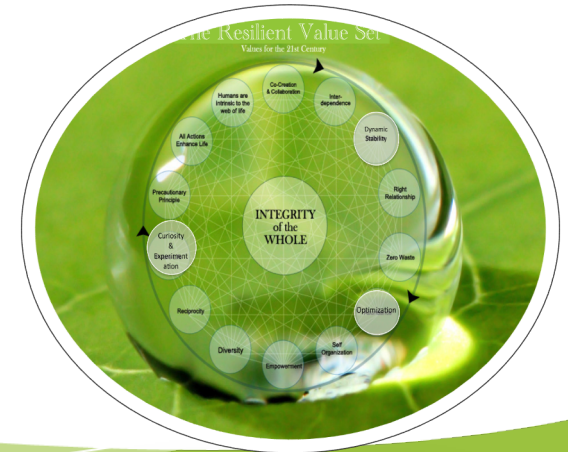 The Resilient Value Set
Values for the 21st Century
Co-Creation
& Collaboration
Inter-
dependence
Dynamic
Stability
Right
Relationship
Zero Waste
Optimization
Self
Organization
Empowerment
Diversity
Reciprocity
Curiosity
&
Experiment
ation
Precautionary
Principle
All Actions
Enhance Life
Humans are
Intrinsic to the
web of life
INTEGRITY
of the
WHOLE